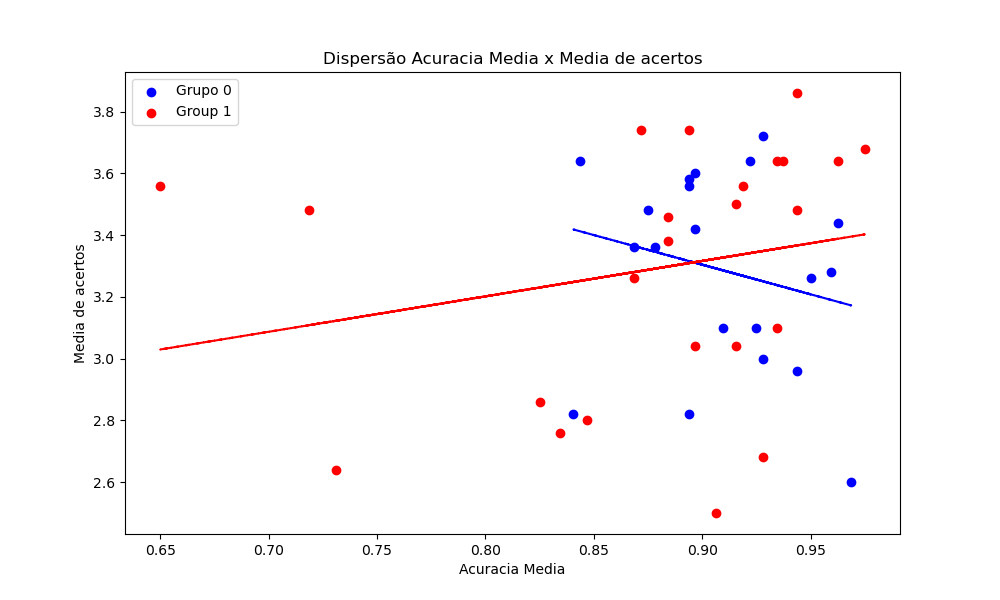 Dispersão Acuracia Media x Media de acertos
Grupo 0
Group 1
3.8
3.6
3.4
3.2
3.0
2.8
2.6
Media de acertos
0.65
0.70
0.75
0.80
0.85
0.90
0.95
Acuracia Media